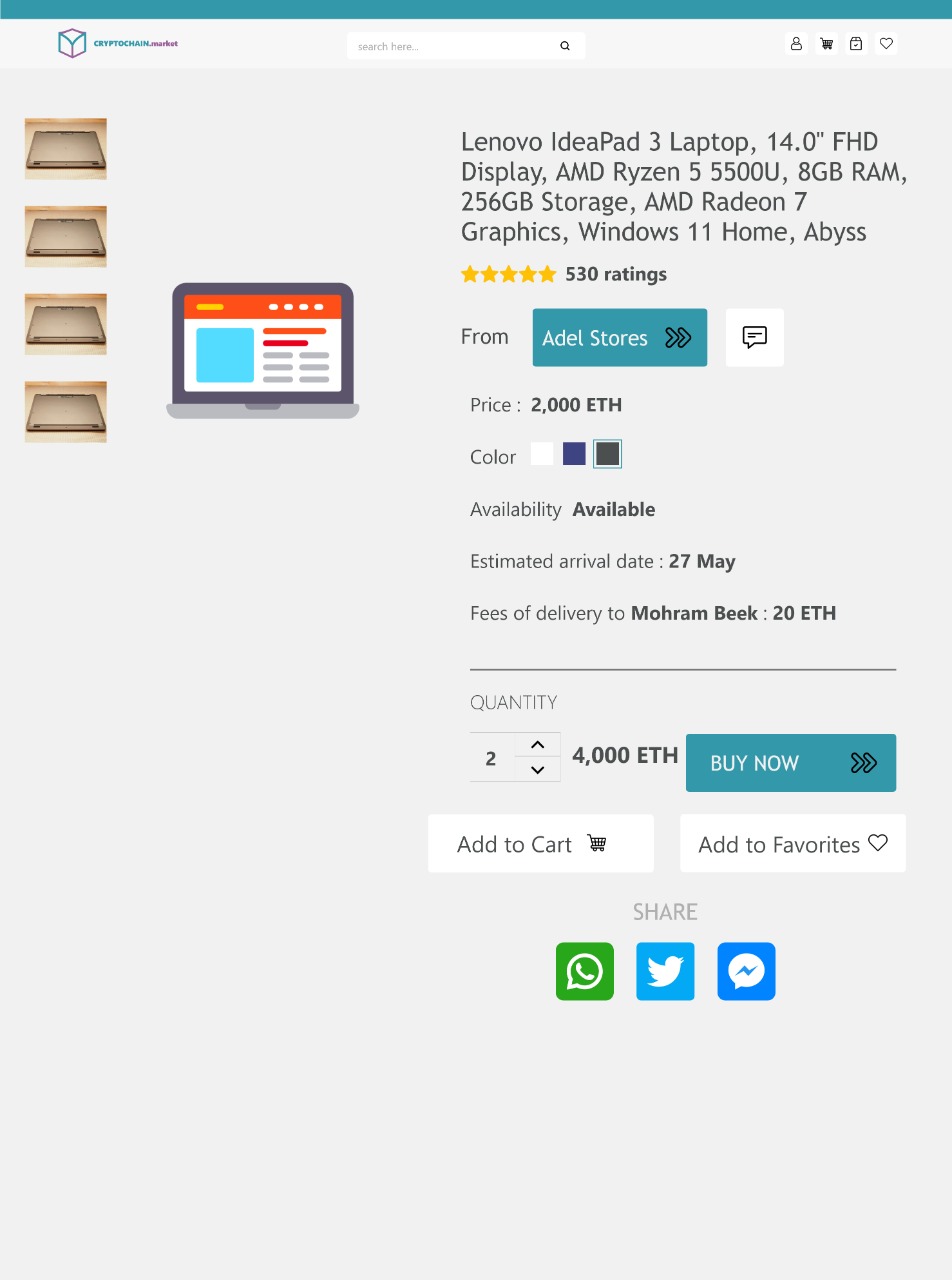 CRYPTOCHAIN.market
search here...
Lenovo IdeaPad 3 Laptop, 14.0" FHD
Display, AMD Ryzen 5 5500U, 8GB RAM,
256GB Storage, AMD Radeon 7
Graphics, Windows 11 Home, Abyss
530 ratings
From Adel Stores
Price : 2,000 ETH
Color
Availability Available
Estimated arrival date : 27 May
Fees of delivery to Mohram Beek : 20 ETH
QUANTITY
2 4,000 ETH BUY NOW
Add to Cart Add to Favorites
SHARE